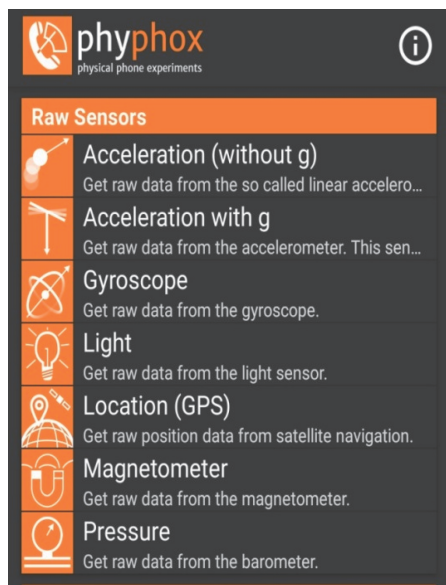 phyphox
physical phone experiments
Raw Sensors
Acceleration (without g)
Get raw data from the so called linear accelero...
Acceleration with g
Get raw data from the accelerometer. This sen...
Gyroscope
Get raw data from the gyroscope.
Light
Get raw data from the light sensor.
Location (GPS)
Get raw position data from satellite navigation.
Magnetometer
Get raw data from the magnetometer.
Pressure
Get raw data from the barometer.